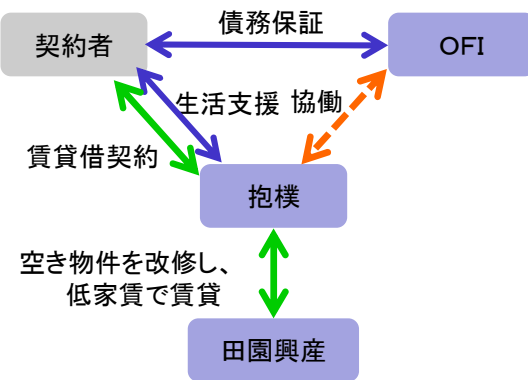 債務保証
契約者
OFI
生活支援
協働
賃貸借契約
抱樸
空き物件を改修し、
低家賃で賃貸
田園興産